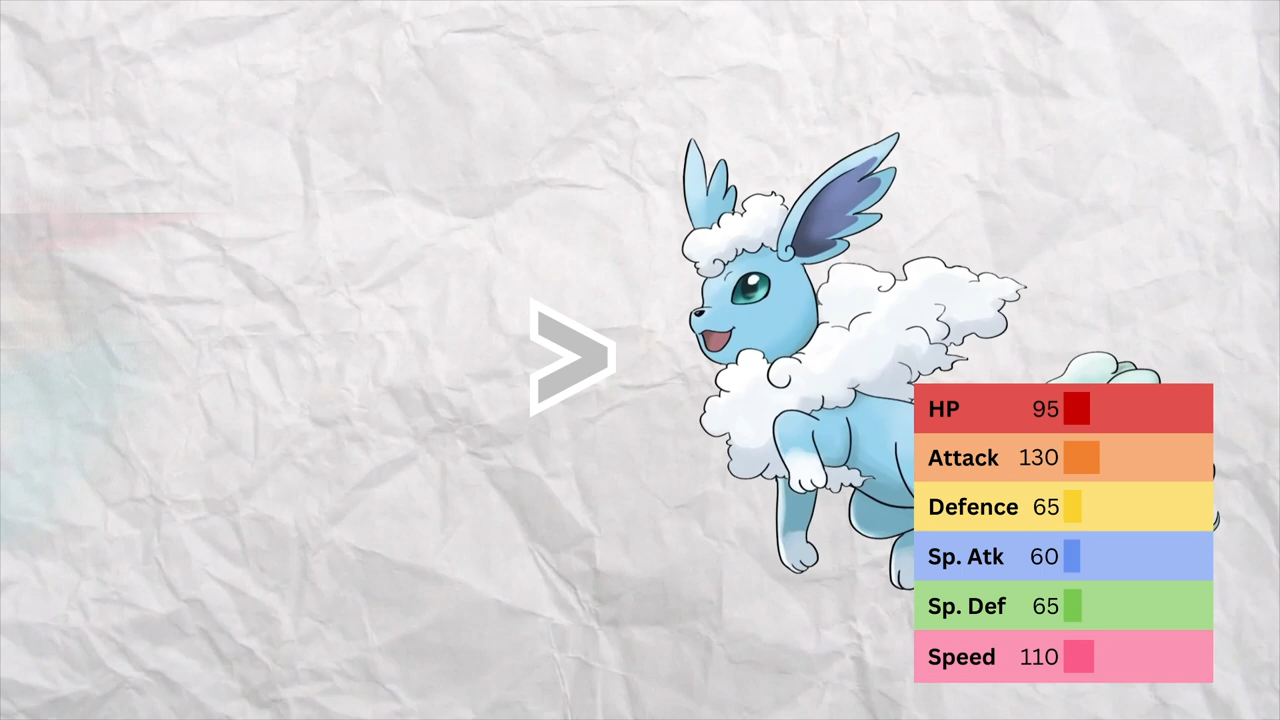 HP 95
Attack 130
Defence 65
Sp. Atk 60
Sp. Def 65
Speed 110